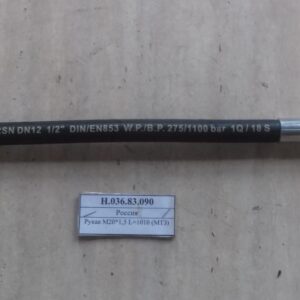 2SN DN12 1/2" DIN/EN853 W.P./B.P. 275/1100 bar 1Q / 18 S
Н.036.83.090
Россия
Рукав М20*1,5 L=1010 (МТЗ)